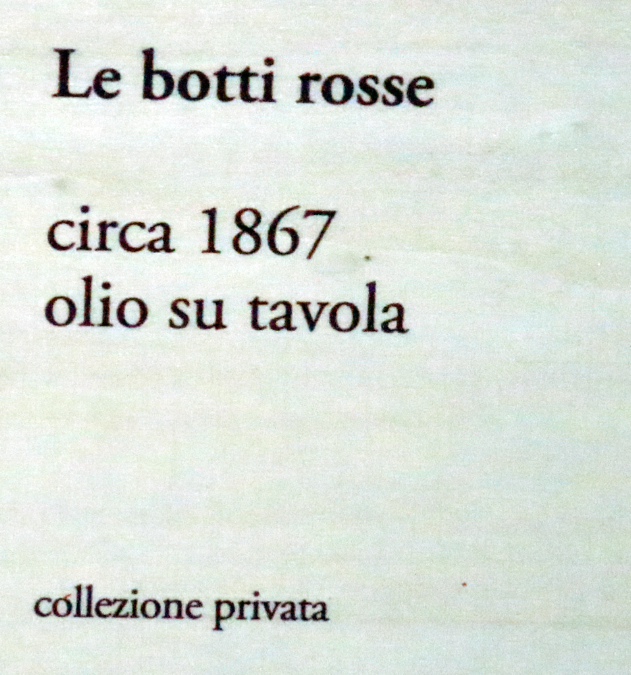 Le botti rosse
circa 1867
olio su tavola
collezione privata